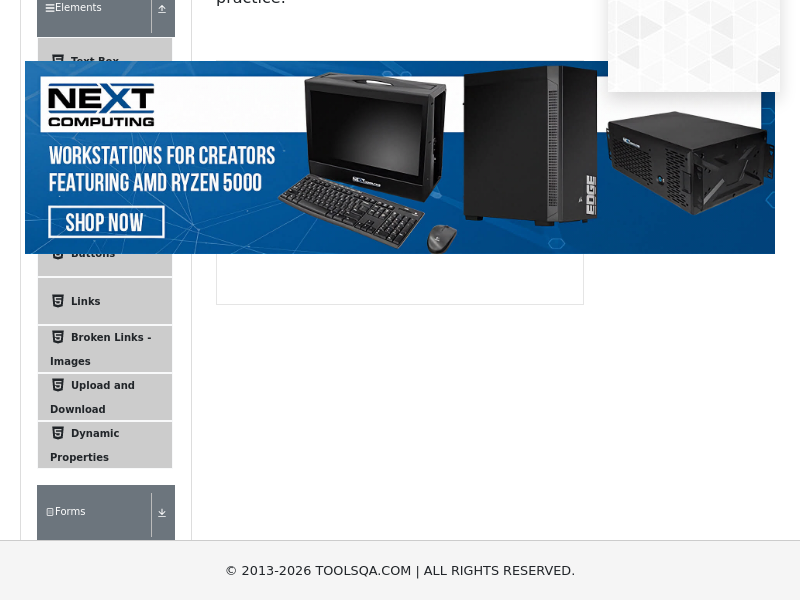 practice.
Elements
Text Box
NEXT
COMPUTING
WORKSTATIONS FOR CREATORS
FEATURING AMD RYZEN 5000
SHOP NOW
EDGE
Buttons
Links
Broken Links -
Images
Upload and
Download
Dynamic
Properties
Forms
© 2013-2026 TOOLSQA.COM | ALL RIGHTS RESERVED.